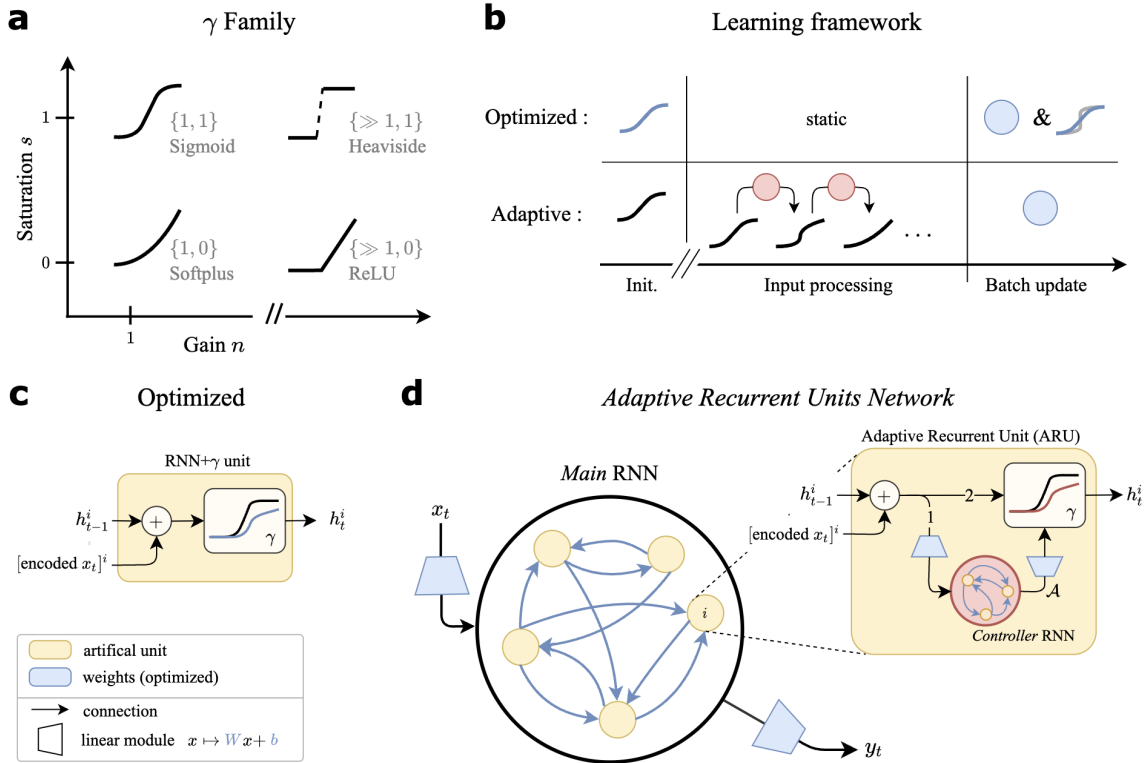 a
γ Family
Saturation s
1
0
{1, 1}
Sigmoid
{≫ 1, 1}
Heaviside
{1, 0}
Softplus
{≫ 1, 0}
ReLU
1
Gain n
b
Learning framework
Optimized :
static
&
Adaptive :
. . .
Init.
Input processing
Batch update
c
Optimized
RNN+γ unit
h^i_{t-1}
+
γ
h^i_t
[encoded x_t]^i
artifical unit
weights (optimized)
connection
linear module x ↦ Wx + b
d
Adaptive Recurrent Units Network
Main RNN
x_t
i
y_t
Adaptive Recurrent Unit (ARU)
h^i_{t-1}
+
2
γ
h^i_t
[encoded x_t]^i
1
𝒜
Controller RNN